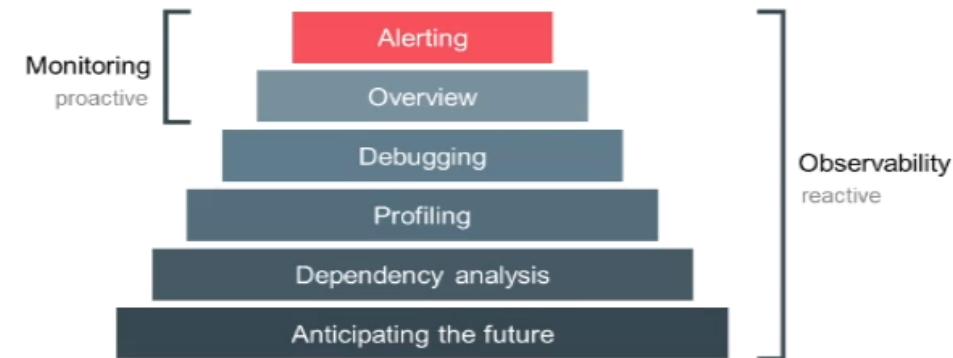 Alerting
Monitoring
proactive
Overview
Debugging
Observability
reactive
Profiling
Dependency analysis
Anticipating the future